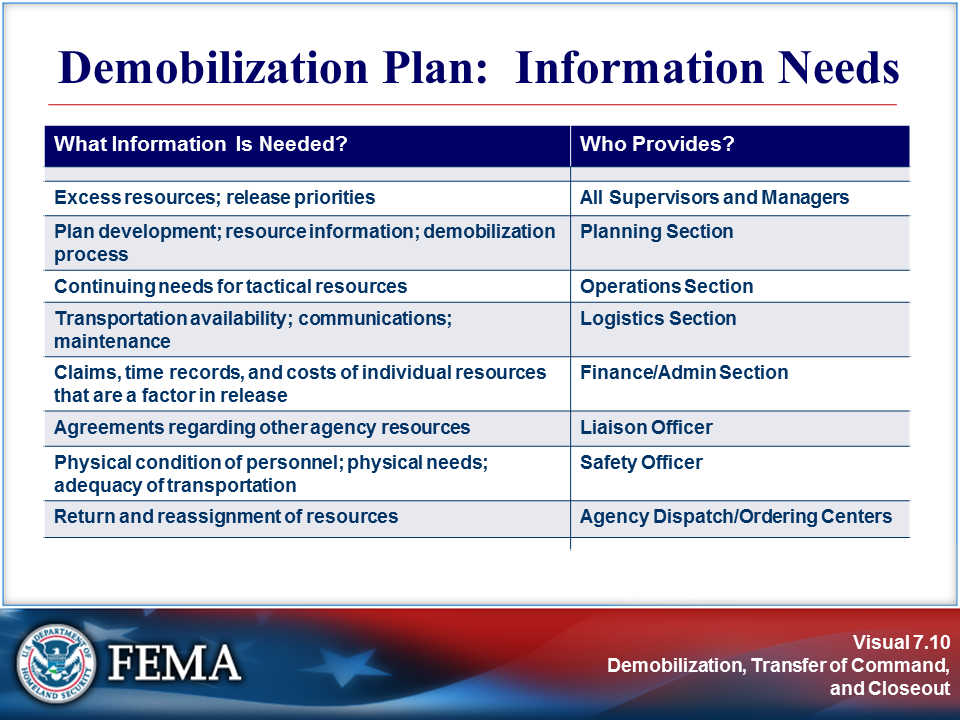 Demobilization Plan:  Information Needs
What Information Is Needed?
Who Provides?
Excess resources; release priorities
All Supervisors and Managers
Plan development; resource information; demobilization
process
Planning Section
Continuing needs for tactical resources
Operations Section
Transportation availability; communications;
maintenance
Logistics Section
Claims, time records, and costs of individual resources
that are a factor in release
Finance/Admin Section
Agreements regarding other agency resources
Liaison Officer
Physical condition of personnel; physical needs;
adequacy of transportation
Safety Officer
Return and reassignment of resources
Agency Dispatch/Ordering Centers
U.S. DEPARTMENT OF
HOMELAND SECURITY
FEMA
Visual 7.10
Demobilization, Transfer of Command,
and Closeout